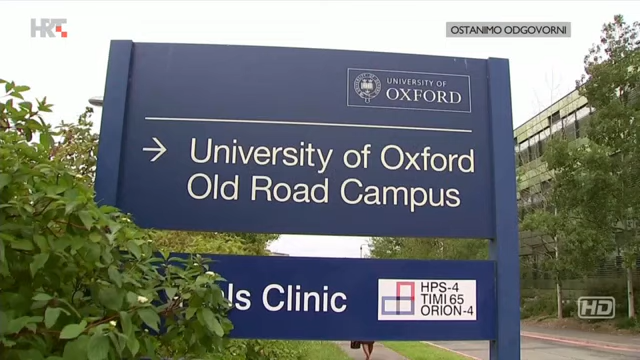 HRT
OSTANIMO ODGOVORNI
UNIVERSITY OF
OXFORD
→ University of Oxford
Old Road Campus
ls Clinic
HPS-4
TIMI 65
ORION-4
HD